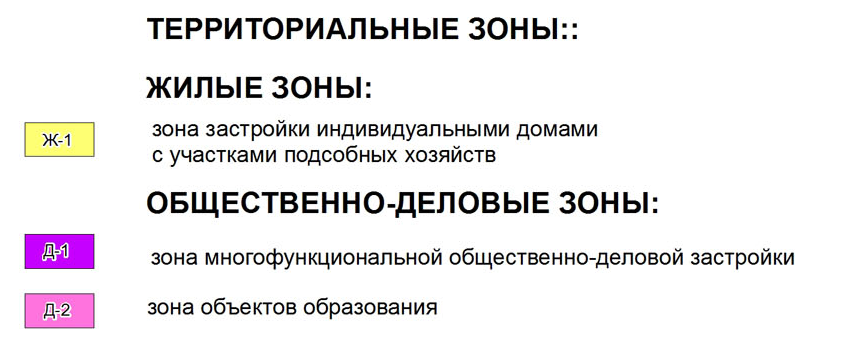 ТЕРРИТОРИАЛЬНЫЕ ЗОНЫ::
ЖИЛЫЕ ЗОНЫ:
Ж-1 зона застройки индивидуальными домами
с участками подсобных хозяйств
ОБЩЕСТВЕННО-ДЕЛОВЫЕ ЗОНЫ:
Д-1 зона многофункциональной общественно-деловой застройки
Д-2 зона объектов образования